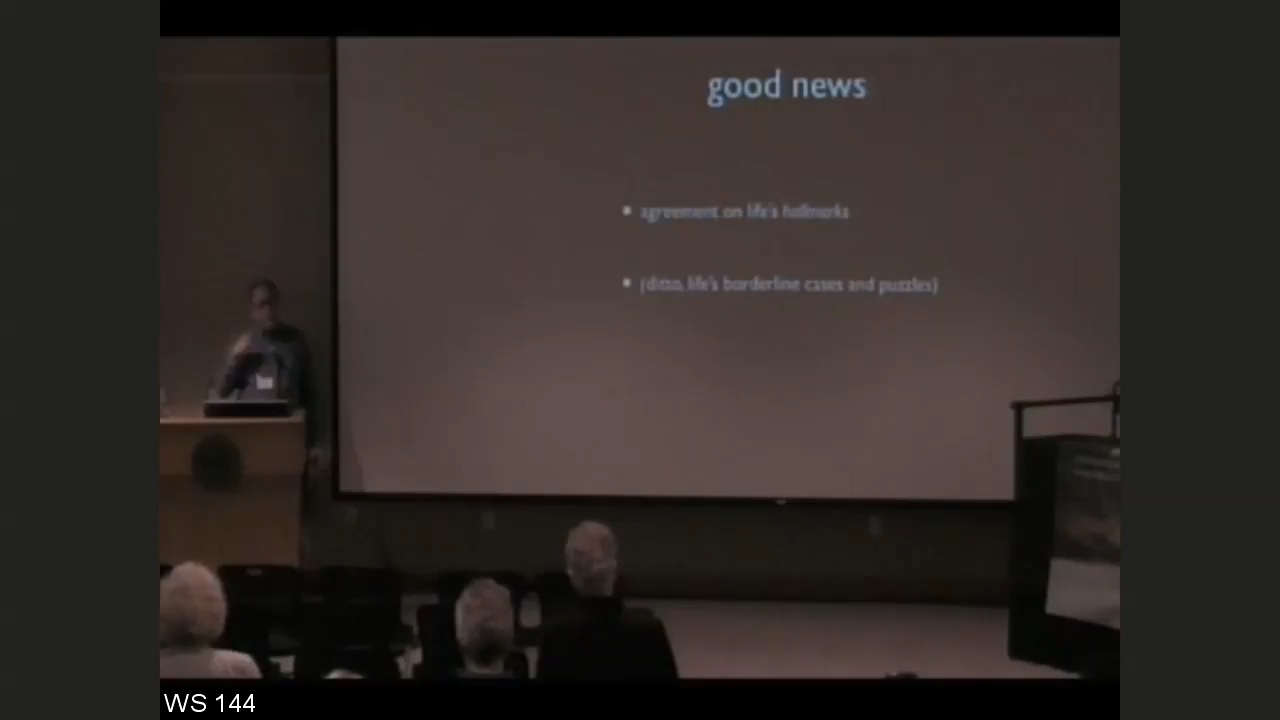 good news
• agreement on life's hallmarks
• (ditto, life's borderline cases and puzzles)
WS 144